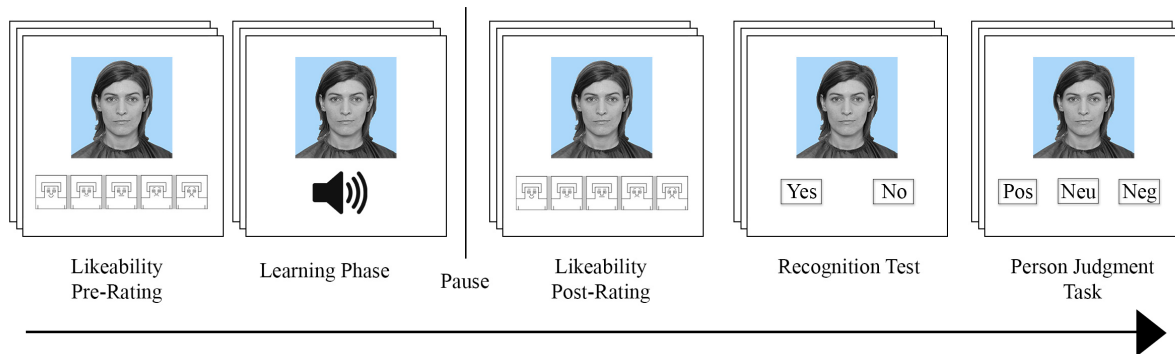 Yes
No
Pos
Neu
Neg
Likeability
Pre-Rating
Learning Phase
Pause
Likeability
Post-Rating
Recognition Test
Person Judgment
Task